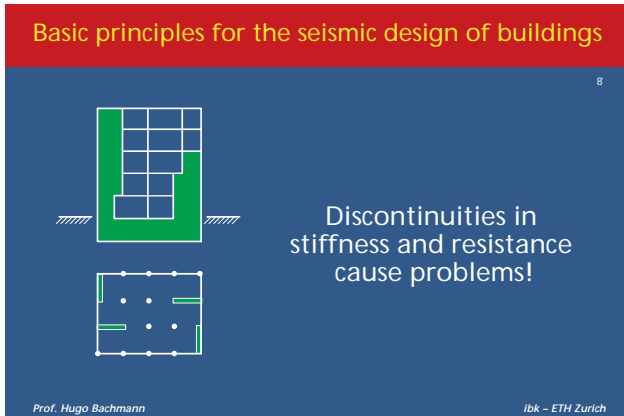 Basic principles for the seismic design of buildings
8
Discontinuities in
stiffness and resistance
cause problems!
Prof. Hugo Bachmann
ibk – ETH Zurich